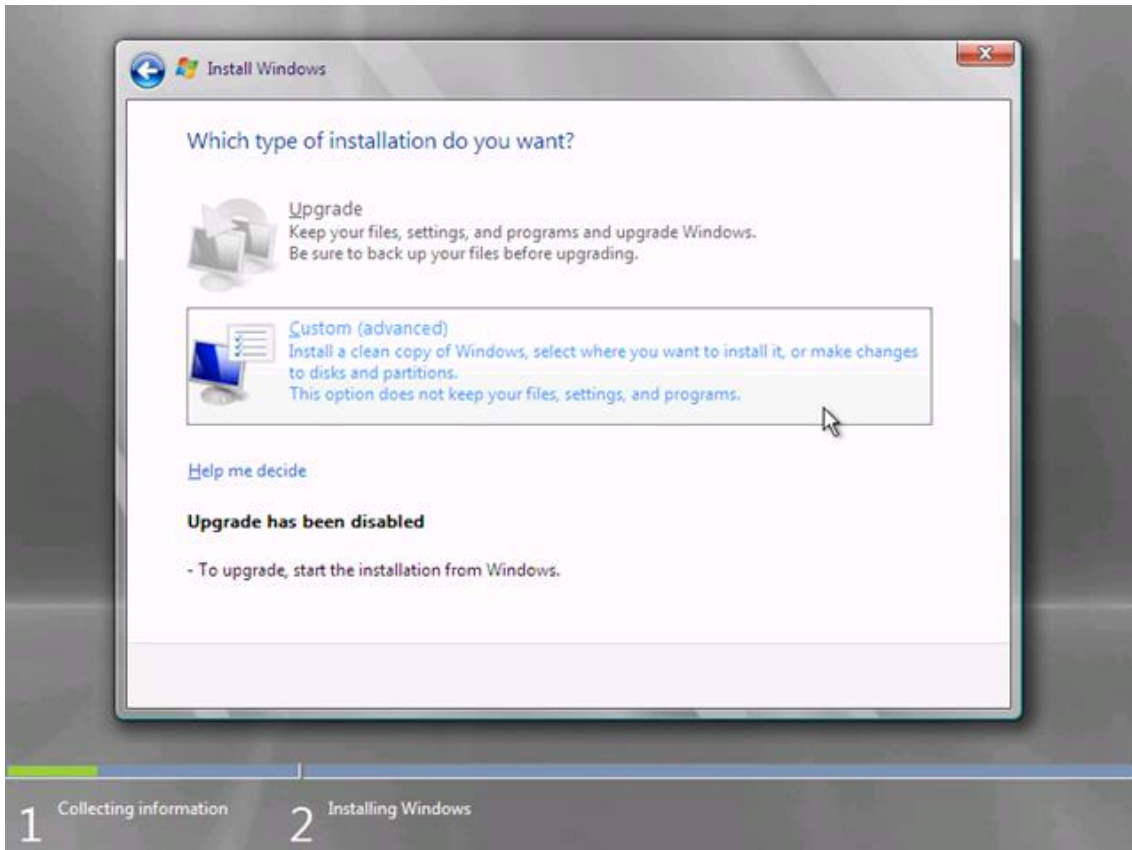 Install Windows
Which type of installation do you want?
Upgrade
Keep your files, settings, and programs and upgrade Windows.
Be sure to back up your files before upgrading.
Custom (advanced)
Install a clean copy of Windows, select where you want to install it, or make changes
to disks and partitions.
This option does not keep your files, settings, and programs.
Help me decide
Upgrade has been disabled
- To upgrade, start the installation from Windows.
1 Collecting information
2 Installing Windows